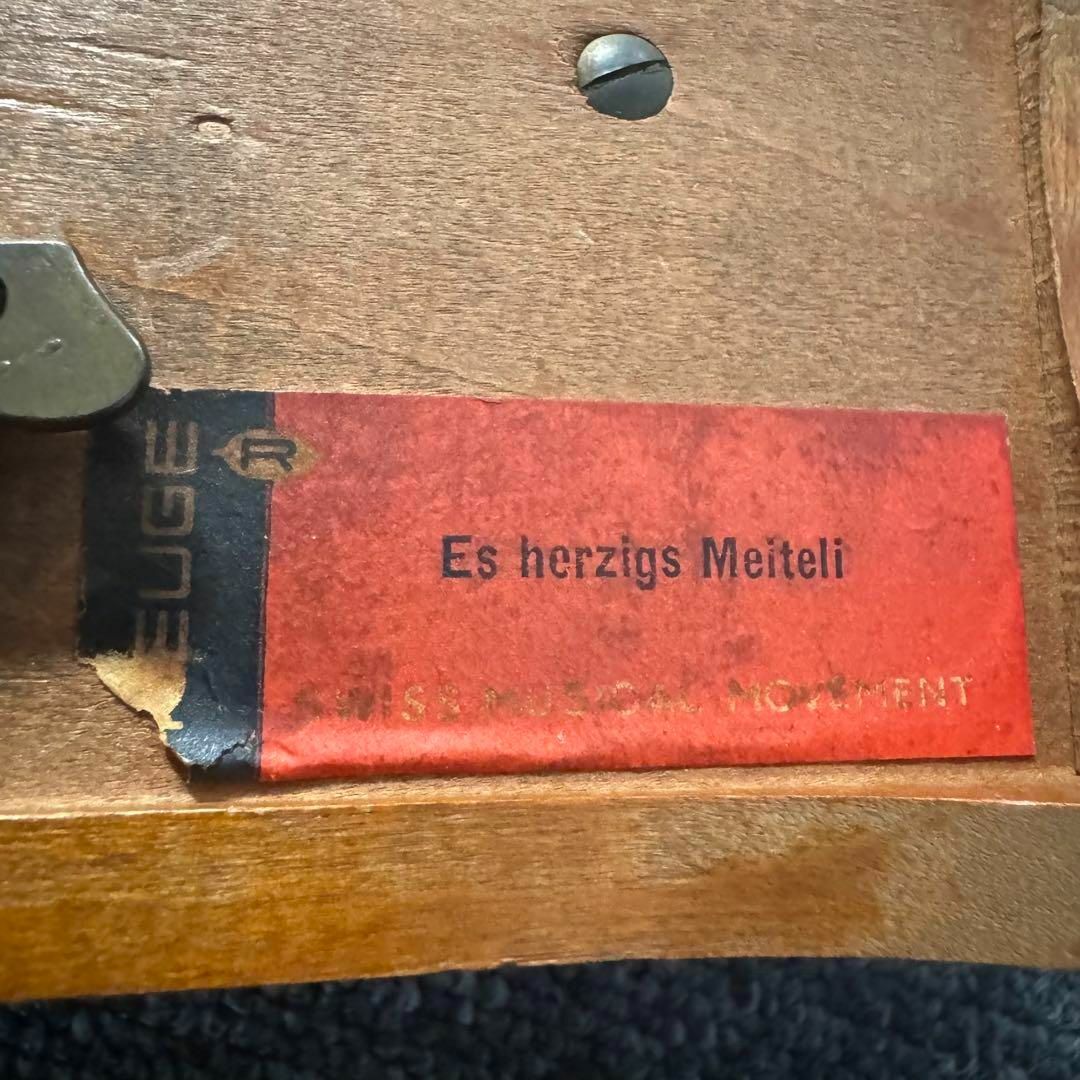 EUGE
R
Es herzigs Meiteli
SWISS MUSICAL MOVEMENT